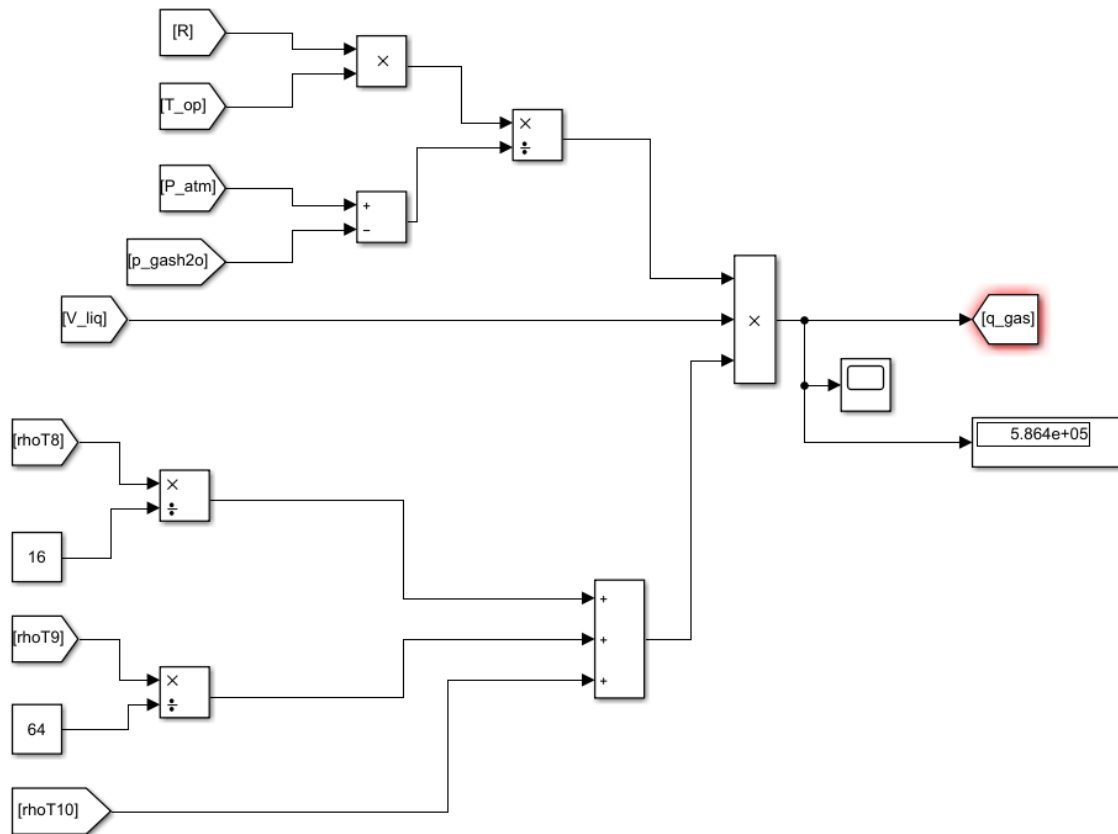 [R]
×
[T_op]
×
÷
[P_atm]
+
−
[p_gash2o]
[V_liq]
×
[q_gas]
5.864e+05
[rhoT8]
×
÷
16
+
[rhoT9]
+
×
÷
+
64
[rhoT10]